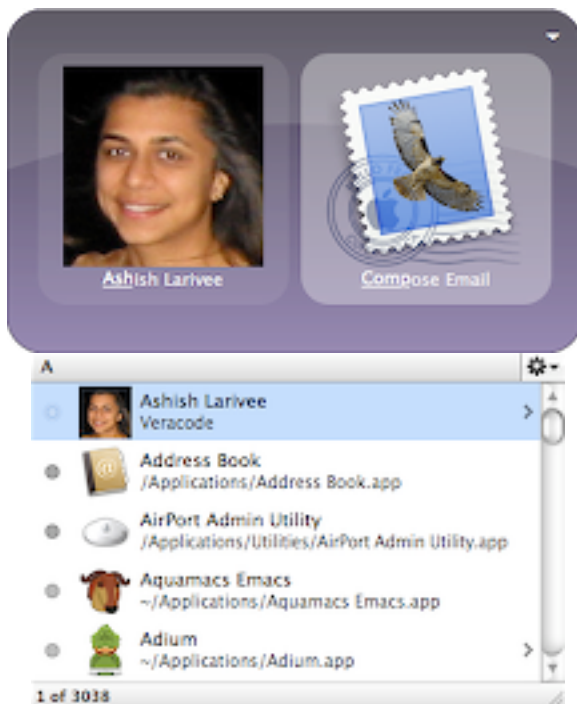 Ashish Larivee
Compose Email
A
Ashish Larivee
Veracode
Address Book
/Applications/Address Book.app
AirPort Admin Utility
/Applications/Utilities/AirPort Admin Utility.app
Aquamacs Emacs
~/Applications/Aquamacs Emacs.app
Adium
~/Applications/Adium.app
1 of 3038